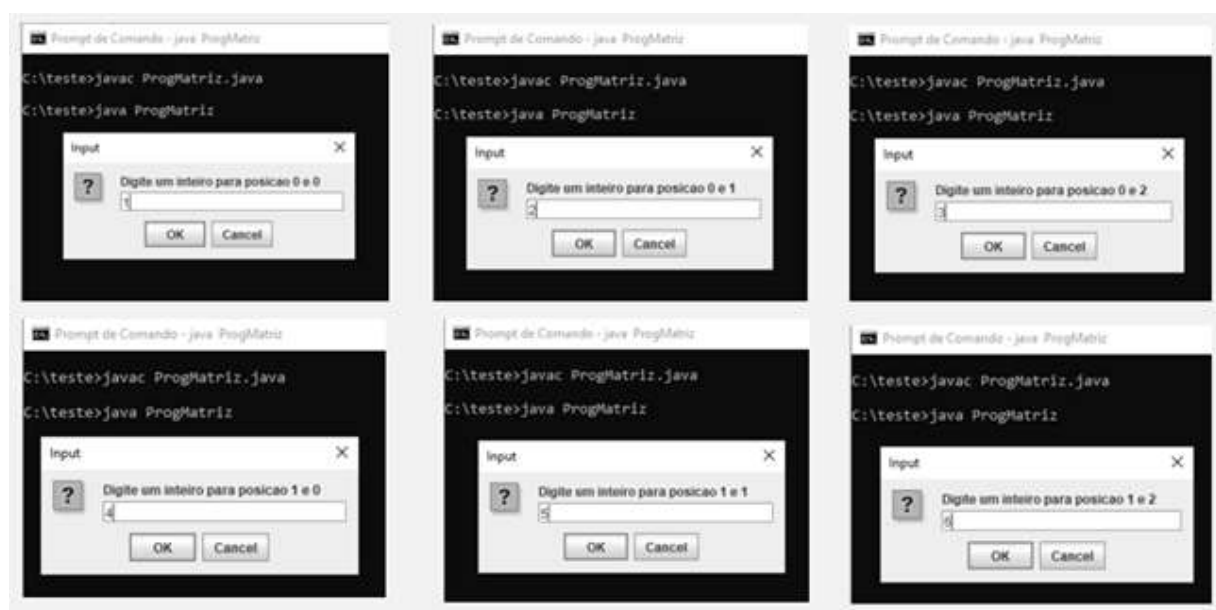 Prompt de Comando - java ProgMatriz
C:\teste>javac ProgMatriz.java
C:\teste>java ProgMatriz
Input
?
Digite um inteiro para posicao 0 e 0
1
OK Cancel
Prompt de Comando - java ProgMatriz
C:\teste>javac ProgMatriz.java
C:\teste>java ProgMatriz
Input
?
Digite um inteiro para posicao 0 e 1
2
OK Cancel
Prompt de Comando - java ProgMatriz
C:\teste>javac ProgMatriz.java
C:\teste>java ProgMatriz
Input
?
Digite um inteiro para posicao 0 e 2
3
OK Cancel
Prompt de Comando - java ProgMatriz
C:\teste>javac ProgMatriz.java
C:\teste>java ProgMatriz
Input
?
Digite um inteiro para posicao 1 e 0
4
OK Cancel
Prompt de Comando - java ProgMatriz
C:\teste>javac ProgMatriz.java
C:\teste>java ProgMatriz
Input
?
Digite um inteiro para posicao 1 e 1
5
OK Cancel
Prompt de Comando - java ProgMatriz
C:\teste>javac ProgMatriz.java
C:\teste>java ProgMatriz
Input
?
Digite um inteiro para posicao 1 e 2
6
OK Cancel